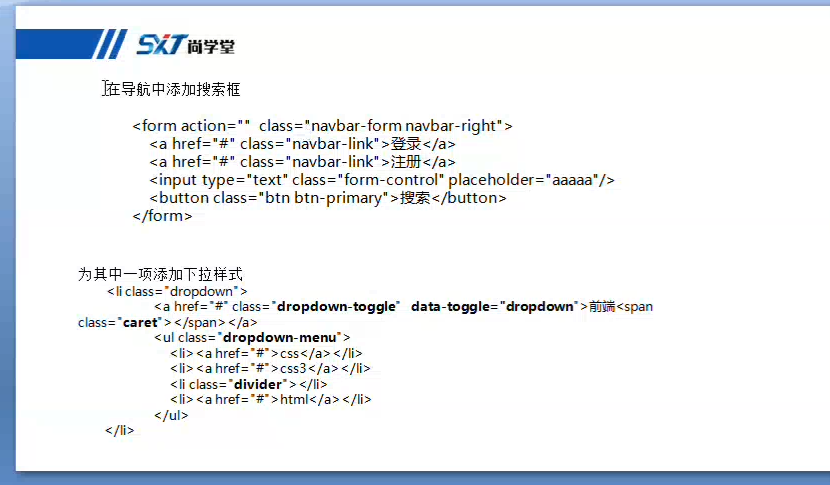 SXT尚学堂
在导航中添加搜索框
<form action="" class="navbar-form navbar-right">
<a href="#" class="navbar-link">登录</a>
<a href="#" class="navbar-link">注册</a>
<input type="text" class="form-control" placeholder="aaaaa"/>
<button class="btn btn-primary">搜索</button>
</form>
为其中一项添加下拉样式
<li class="dropdown">
<a href="#" class="dropdown-toggle" data-toggle="dropdown">前端<span
class="caret"></span></a>
<ul class="dropdown-menu">
<li><a href="#">css</a></li>
<li><a href="#">css3</a></li>
<li class="divider"></li>
<li><a href="#">html</a></li>
</ul>
</li>